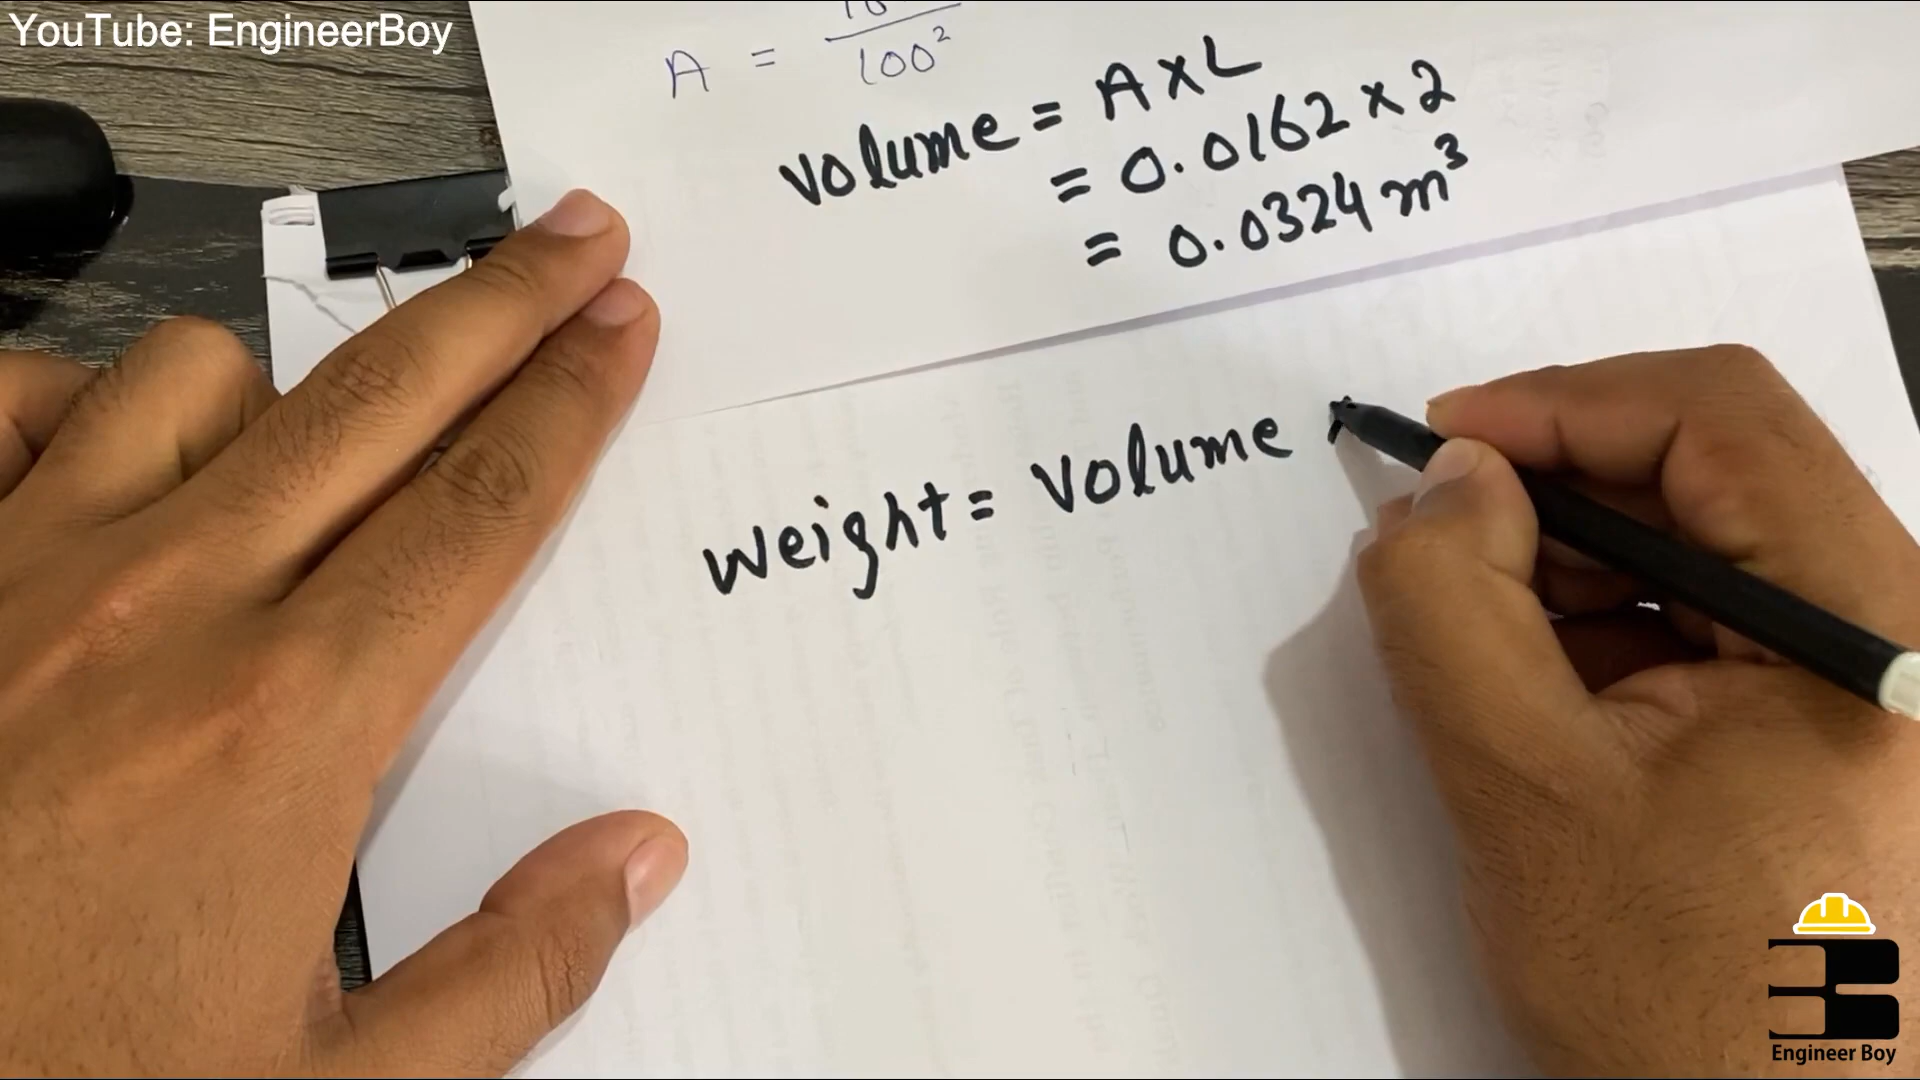 YouTube: EngineerBoy
A =
100²
Volume = A x L
= 0.0162 x 2
= 0.0324 m³
Weight = Volume
Engineer Boy